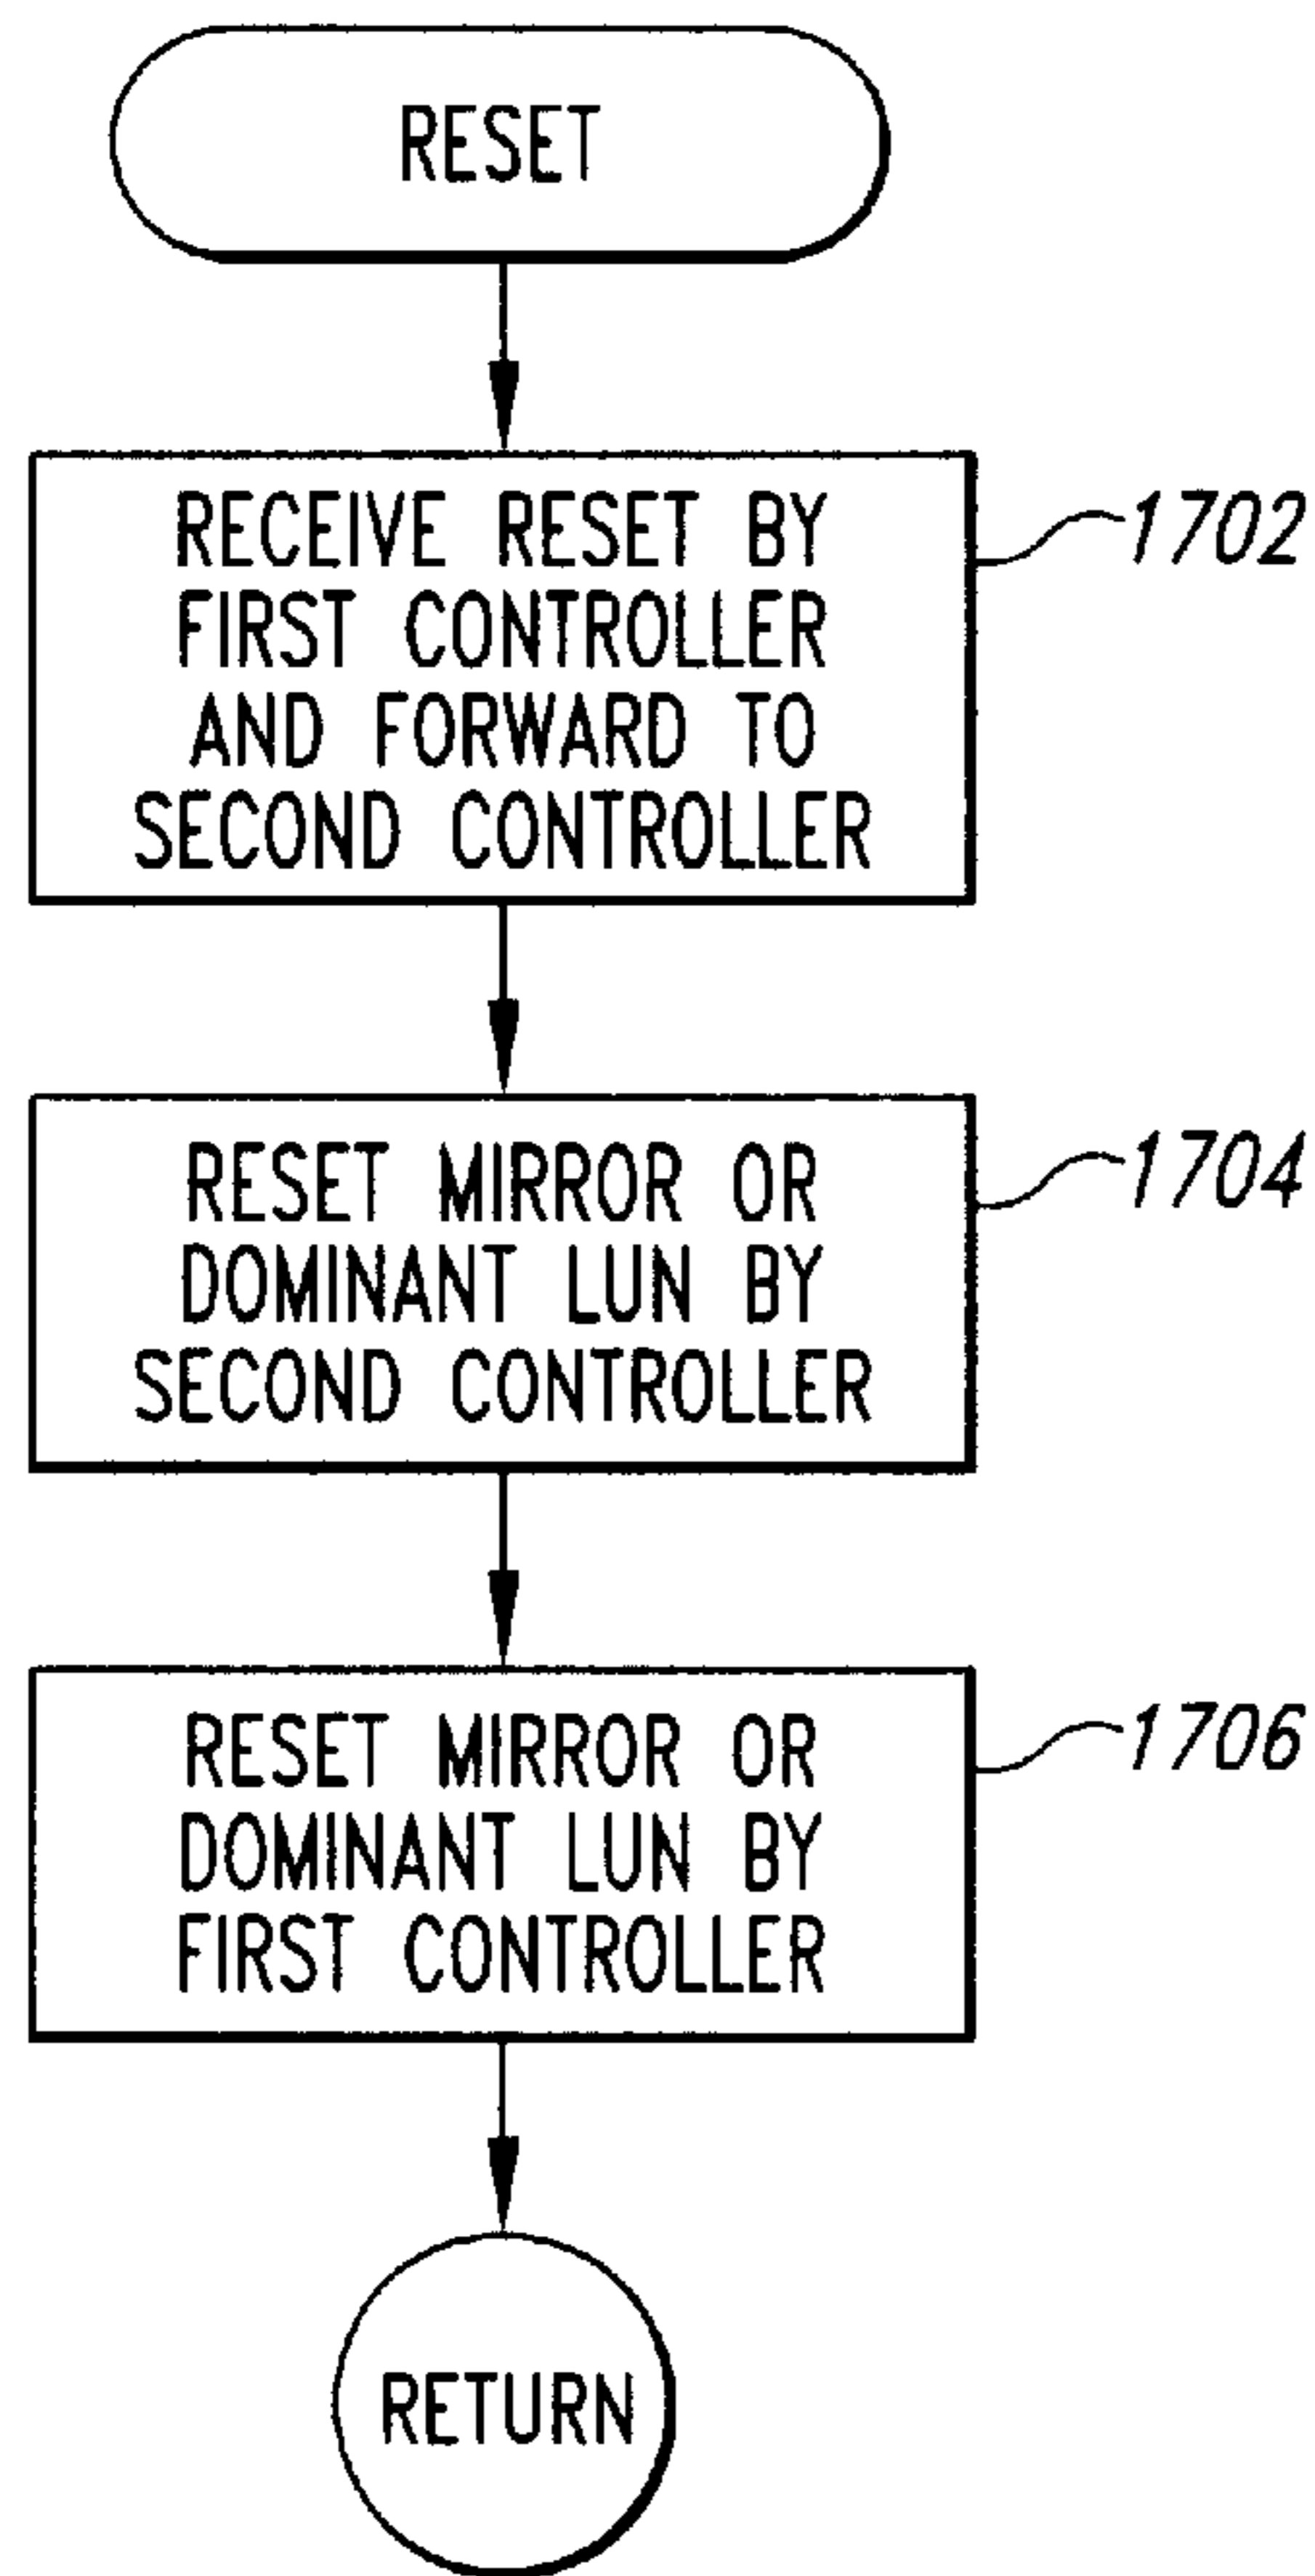 RESET
RECEIVE RESET BY
FIRST CONTROLLER
AND FORWARD TO
SECOND CONTROLLER
1702
RESET MIRROR OR
DOMINANT LUN BY
SECOND CONTROLLER
1704
RESET MIRROR OR
DOMINANT LUN BY
FIRST CONTROLLER
1706
RETURN